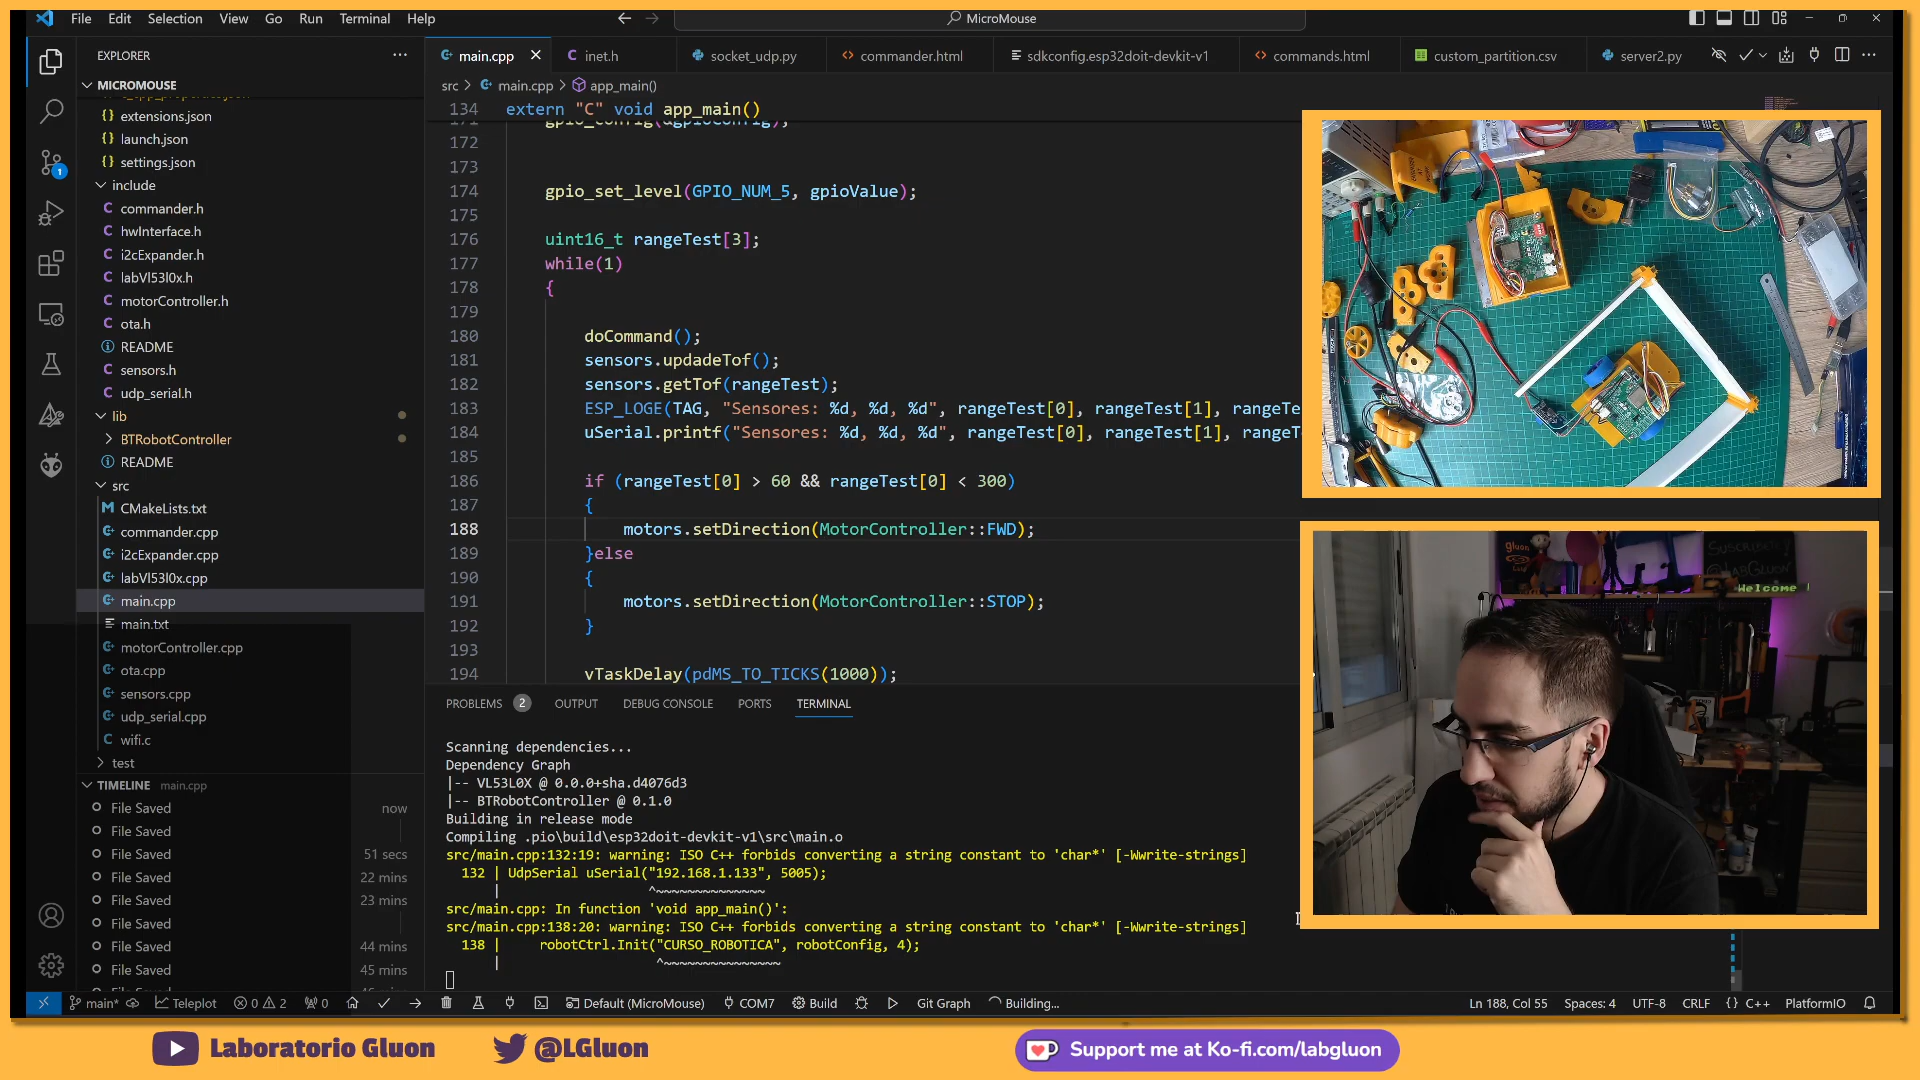 File Edit Selection View Go Run Terminal Help
MicroMouse
EXPLORER
MICROMOUSE
extensions.json
launch.json
settings.json
include
commander.h
hwInterface.h
i2cExpander.h
labVl53l0x.h
motorController.h
ota.h
README
sensors.h
udp_serial.h
lib
BTRobotController
README
src
CMakeLists.txt
commander.cpp
i2cExpander.cpp
labVl53l0x.cpp
main.cpp
main.txt
motorController.cpp
ota.cpp
sensors.cpp
udp_serial.cpp
wifi.c
test
TIMELINE main.cpp
File Saved now
File Saved
File Saved 51 secs
File Saved 22 mins
File Saved 23 mins
File Saved
File Saved 44 mins
File Saved 45 mins
main.cpp inet.h socket_udp.py commander.html sdkconfig.esp32doit-devkit-v1 commands.html custom_partition.csv server2.py
src > main.cpp > app_main()
134 extern "C" void app_main()
171 gpio_config(&gpioConfig);
172
173
174 gpio_set_level(GPIO_NUM_5, gpioValue);
175
176 uint16_t rangeTest[3];
177 while(1)
178 {
179
180 doCommand();
181 sensors.updadeTof();
182 sensors.getTof(rangeTest);
183 ESP_LOGE(TAG, "Sensores: %d, %d, %d", rangeTest[0], rangeTest[1], rangeTe
184 uSerial.printf("Sensores: %d, %d, %d", rangeTest[0], rangeTest[1], rangeT
185
186 if (rangeTest[0] > 60 && rangeTest[0] < 300)
187 {
188 motors.setDirection(MotorController::FWD);
189 }else
190 {
191 motors.setDirection(MotorController::STOP);
192 }
193
194 vTaskDelay(pdMS_TO_TICKS(1000));
PROBLEMS 2 OUTPUT DEBUG CONSOLE PORTS TERMINAL
Scanning dependencies...
Dependency Graph
|-- VL53L0X @ 0.0.0+sha.d4076d3
|-- BTRobotController @ 0.1.0
Building in release mode
Compiling .pio\build\esp32doit-devkit-v1\src\main.o
src/main.cpp:132:19: warning: ISO C++ forbids converting a string constant to 'char*' [-Wwrite-strings]
132 | UdpSerial uSerial("192.168.1.133", 5005);
| ^~~~~~~~~~~~~~~
src/main.cpp: In function 'void app_main()':
src/main.cpp:138:20: warning: ISO C++ forbids converting a string constant to 'char*' [-Wwrite-strings]
138 | robotCtrl.Init("CURSO_ROBOTICA", robotConfig, 4);
| ^~~~~~~~~~~~~~~~
gluon
SUSCRIBETE
@LABGLUON
Welcome !
main* Teleplot 0 2 0 Default (MicroMouse) COM7 Build Git Graph Building... Ln 188, Col 55 Spaces: 4 UTF-8 CRLF {} C++ PlatformIO
Laboratorio Gluon @LGluon Support me at Ko-fi.com/labgluon